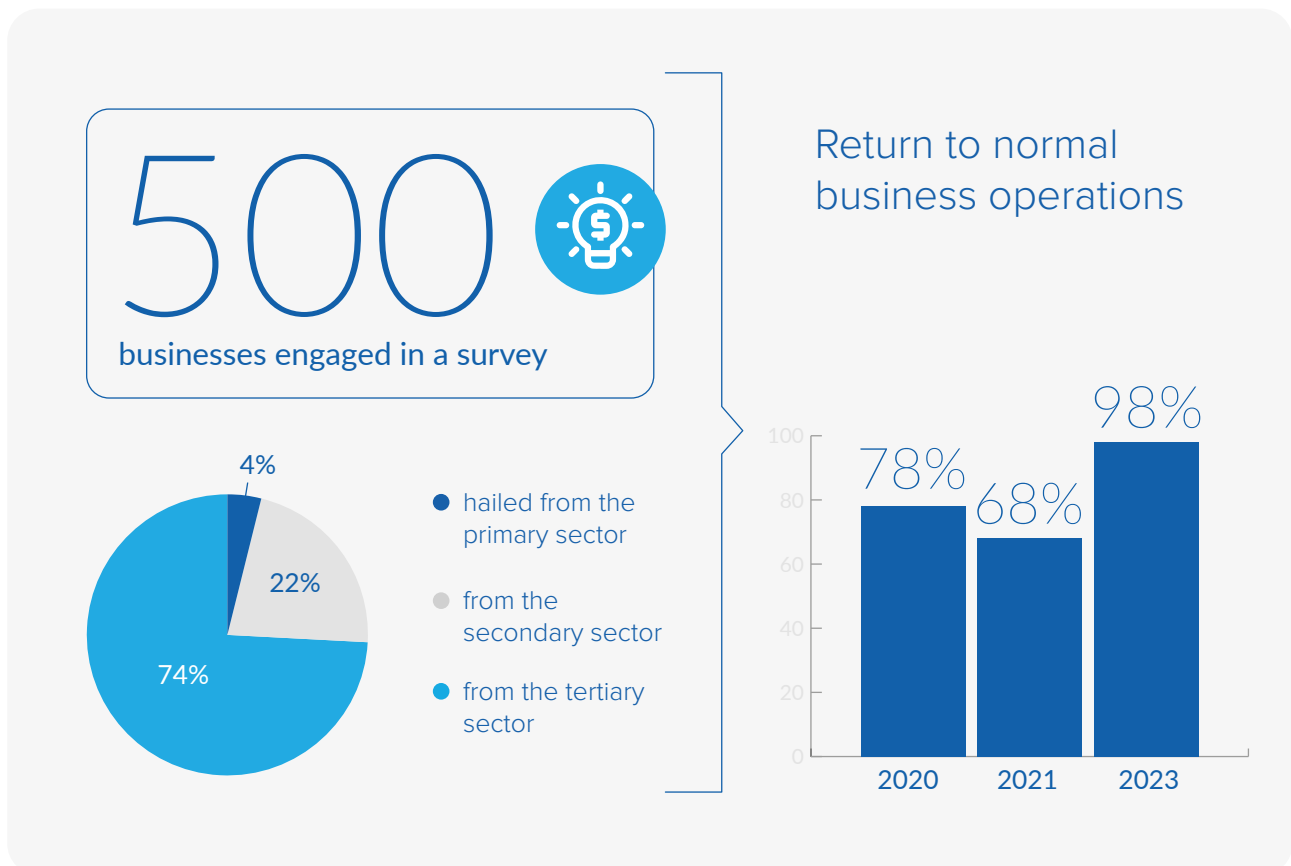 500
$
businesses engaged in a survey
4%
22%
74%
hailed from the
primary sector
from the
secondary sector
from the tertiary
sector
Return to normal
business operations
100
80
60
40
20
0
78%
68%
98%
2020
2021
2023